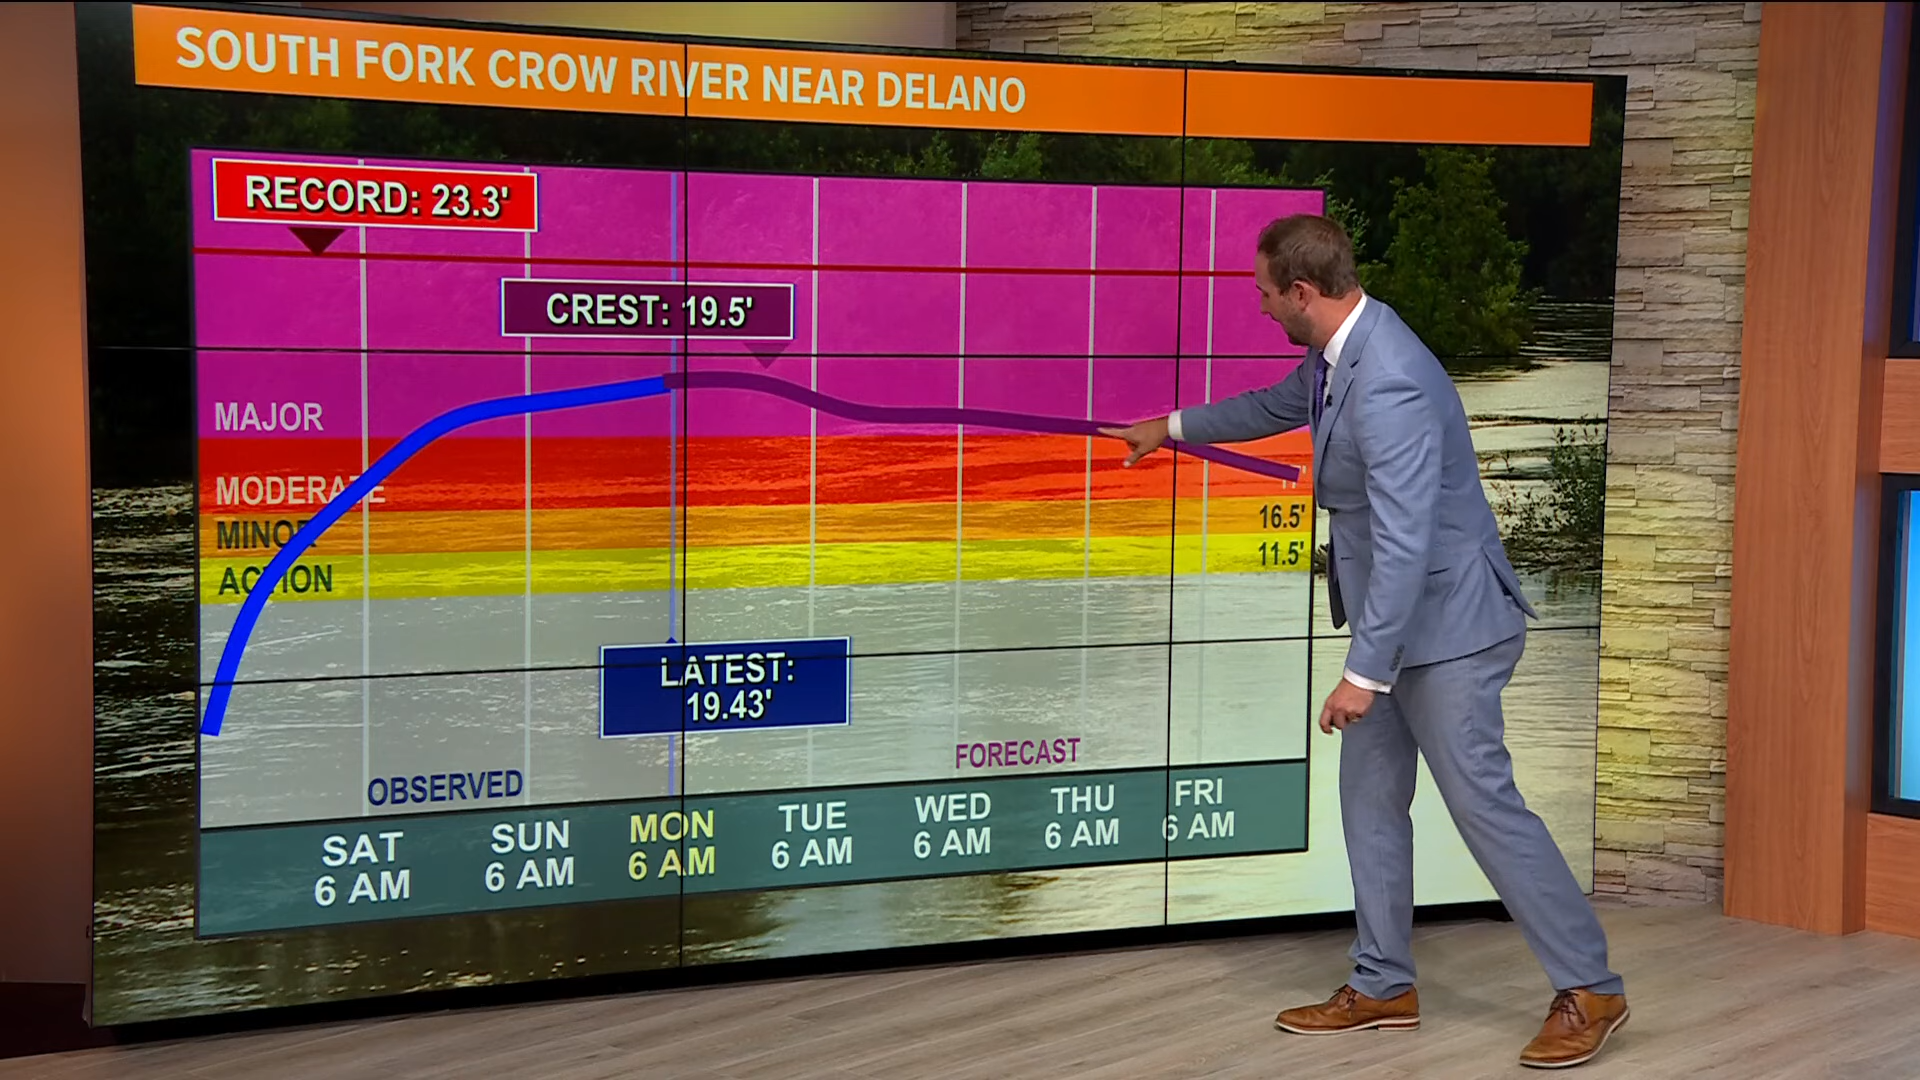 SOUTH FORK CROW RIVER NEAR DELANO
RECORD: 23.3'
CREST: 19.5'
MAJOR
MODERATE
MINOR
ACTION
16.5'
11.5'
LATEST:
19.43'
OBSERVED
FORECAST
SAT
6 AM
SUN
6 AM
MON
6 AM
TUE
6 AM
WED
6 AM
THU
6 AM
FRI
6 AM